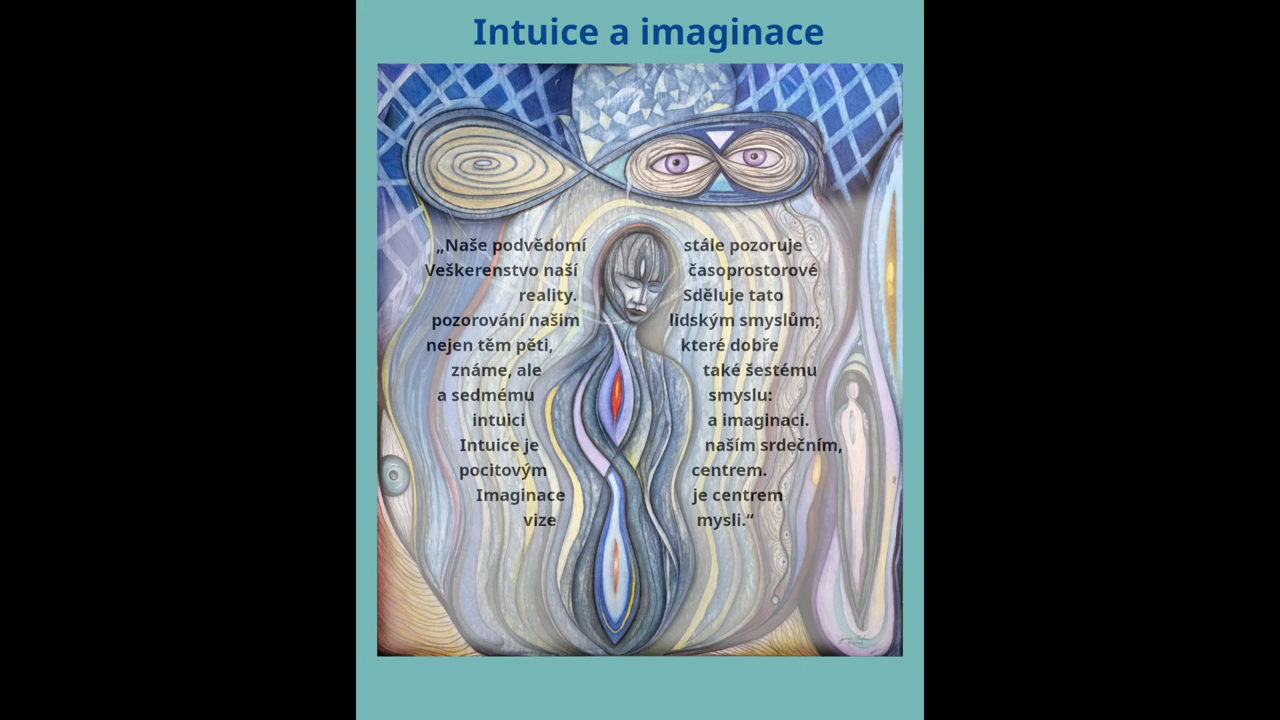 Intuice a imaginace
„Naše podvědomí stále pozoruje
Veškerenstvo naší časoprostorové
reality. Sděluje tato
pozorování našim lidským smyslům;
nejen těm pěti, které dobře
známe, ale také šestému
a sedmému smyslu:
intuici a imaginaci.
Intuice je naším srdečním,
pocitovým centrem.
Imaginace je centrem
vize mysli.“